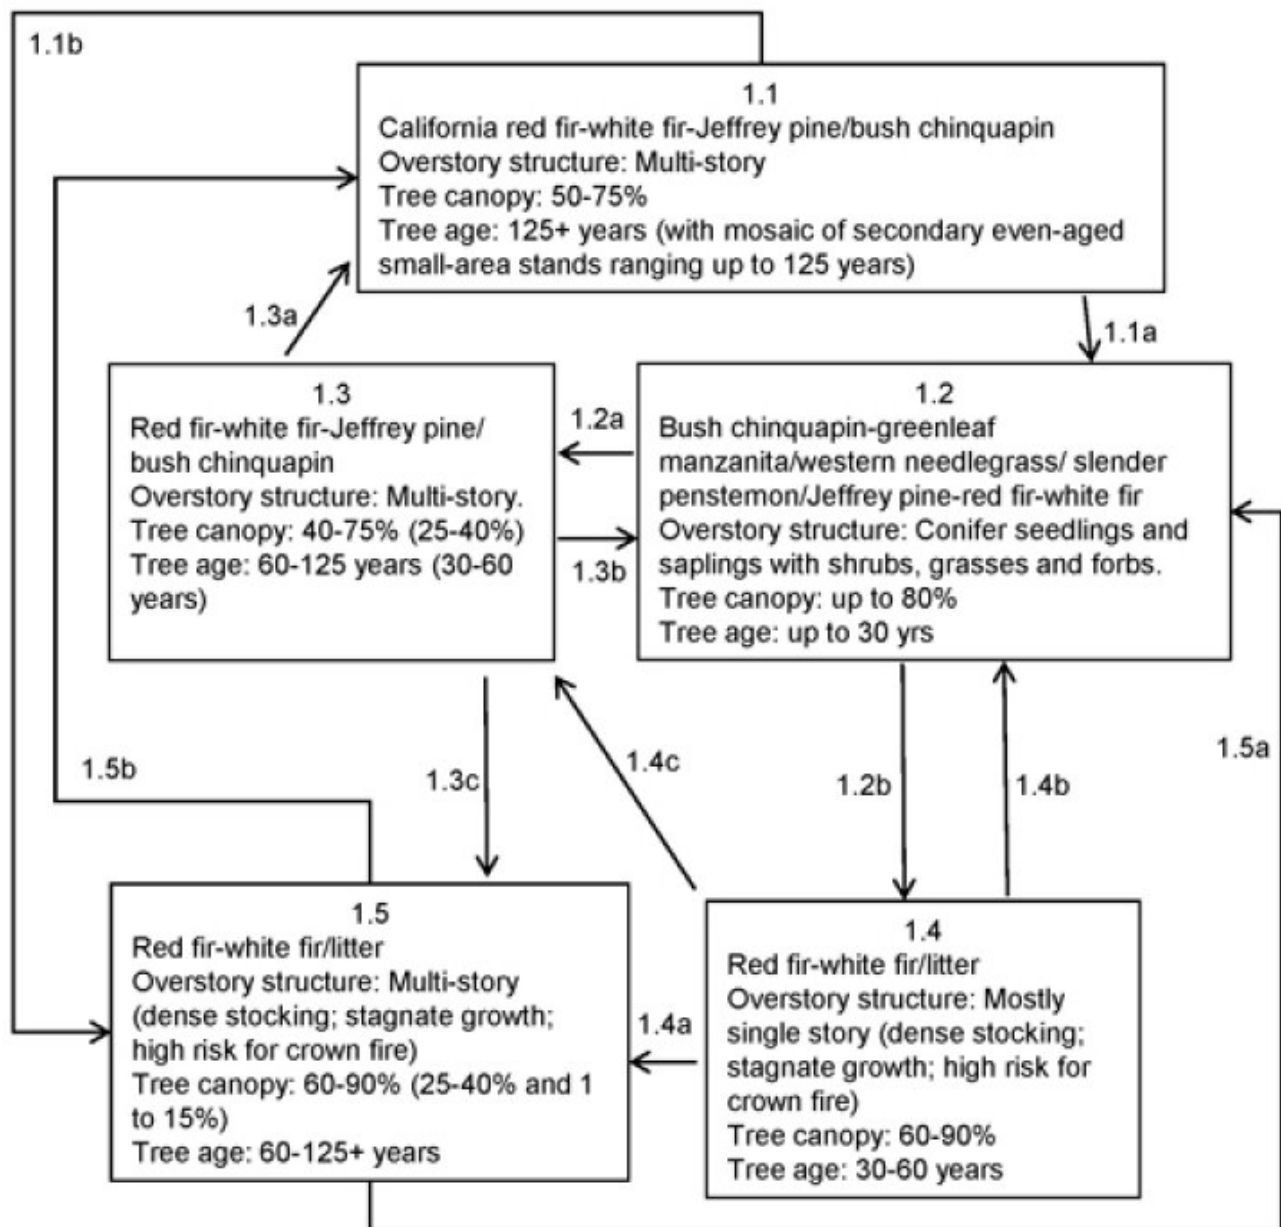 1.1b
1.1
California red fir-white fir-Jeffrey pine/bush chinquapin
Overstory structure: Multi-story
Tree canopy: 50-75%
Tree age: 125+ years (with mosaic of secondary even-aged
small-area stands ranging up to 125 years)
1.3a
1.1a
1.3
Red fir-white fir-Jeffrey pine/
bush chinquapin
Overstory structure: Multi-story.
Tree canopy: 40-75% (25-40%)
Tree age: 60-125 years (30-60
years)
1.2a
1.3b
1.2
Bush chinquapin-greenleaf
manzanita/western needlegrass/ slender
penstemon/Jeffrey pine-red fir-white fir
Overstory structure: Conifer seedlings and
saplings with shrubs, grasses and forbs.
Tree canopy: up to 80%
Tree age: up to 30 yrs
1.5b
1.3c
1.4c
1.2b
1.4b
1.5a
1.5
Red fir-white fir/litter
Overstory structure: Multi-story
(dense stocking; stagnate growth;
high risk for crown fire)
Tree canopy: 60-90% (25-40% and 1
to 15%)
Tree age: 60-125+ years
1.4a
1.4
Red fir-white fir/litter
Overstory structure: Mostly
single story (dense stocking;
stagnate growth; high risk for
crown fire)
Tree canopy: 60-90%
Tree age: 30-60 years